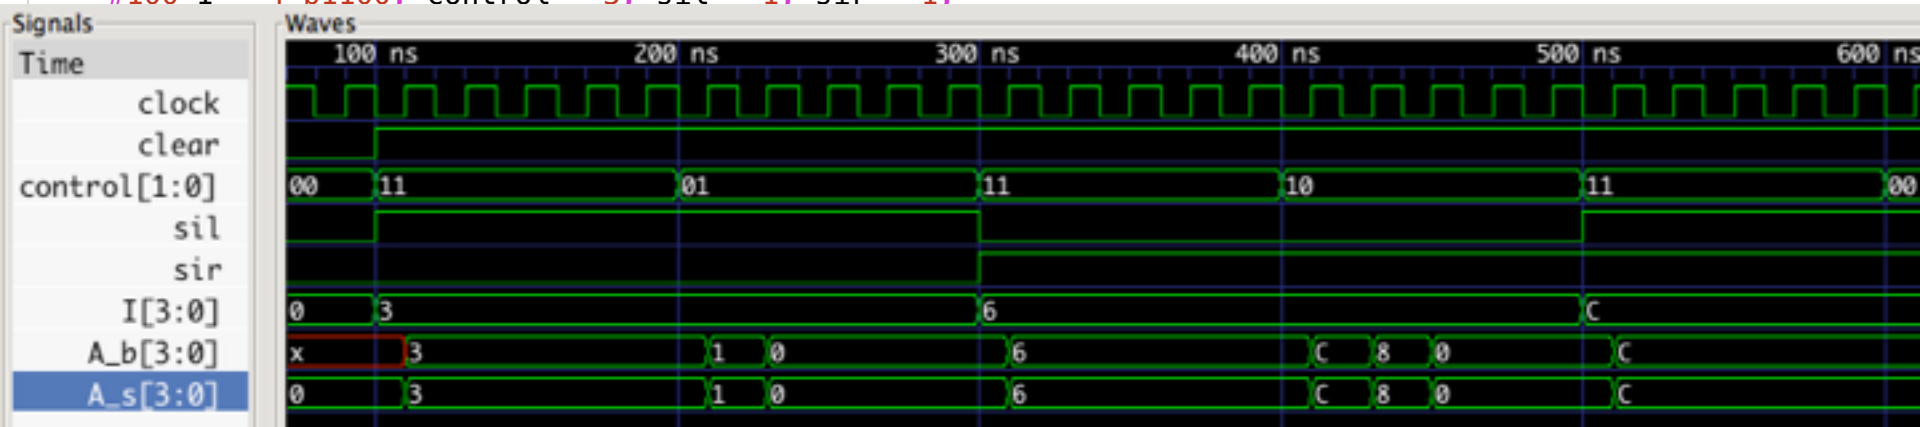 Signals
Waves
Time 100 ns 200 ns 300 ns 400 ns 500 ns 600 ns
clock
clear
control[1:0] 00 11 01 11 10 11 00
sil
sir
I[3:0] 0 3 6 C
A_b[3:0] x 3 1 0 6 C 8 0 C
A_s[3:0] 0 3 1 0 6 C 8 0 C